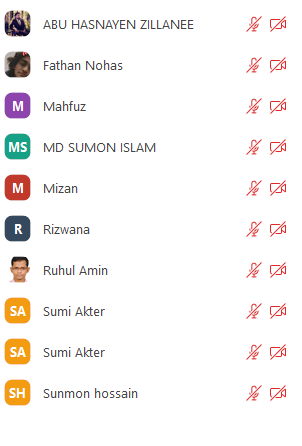 ABU HASNAYEN ZILLANEE
Fathan Nohas
M Mahfuz
MS MD SUMON ISLAM
M Mizan
R Rizwana
Ruhul Amin
SA Sumi Akter
SA Sumi Akter
SH Sunmon hossain